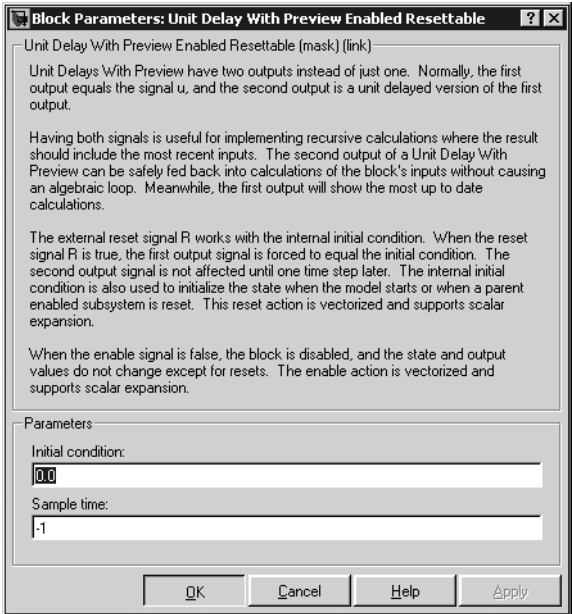 Block Parameters: Unit Delay With Preview Enabled Resettable
Unit Delay With Preview Enabled Resettable (mask) (link)
Unit Delays With Preview have two outputs instead of just one. Normally, the first
output equals the signal u, and the second output is a unit delayed version of the first
output.
Having both signals is useful for implementing recursive calculations where the result
should include the most recent inputs. The second output of a Unit Delay With
Preview can be safely fed back into calculations of the block's inputs without causing
an algebraic loop. Meanwhile, the first output will show the most up to date
calculations.
The external reset signal R works with the internal initial condition. When the reset
signal R is true, the first output signal is forced to equal the initial condition. The
second output signal is not affected until one time step later. The internal initial
condition is also used to initialize the state when the model starts or when a parent
enabled subsystem is reset. This reset action is vectorized and supports scalar
expansion.
When the enable signal is false, the block is disabled, and the state and output
values do not change except for resets. The enable action is vectorized and
supports scalar expansion.
Parameters
Initial condition:
0.0
Sample time:
-1
OK Cancel Help Apply